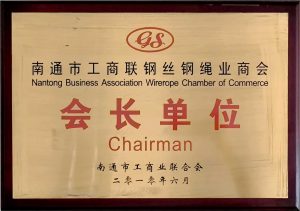 GS
南通市工商联钢丝钢绳业商会
Nantong Business Association Wirerope Chamber of Commerce
会长单位
Chairman
南通市工商业联合会
二〇一〇年六月